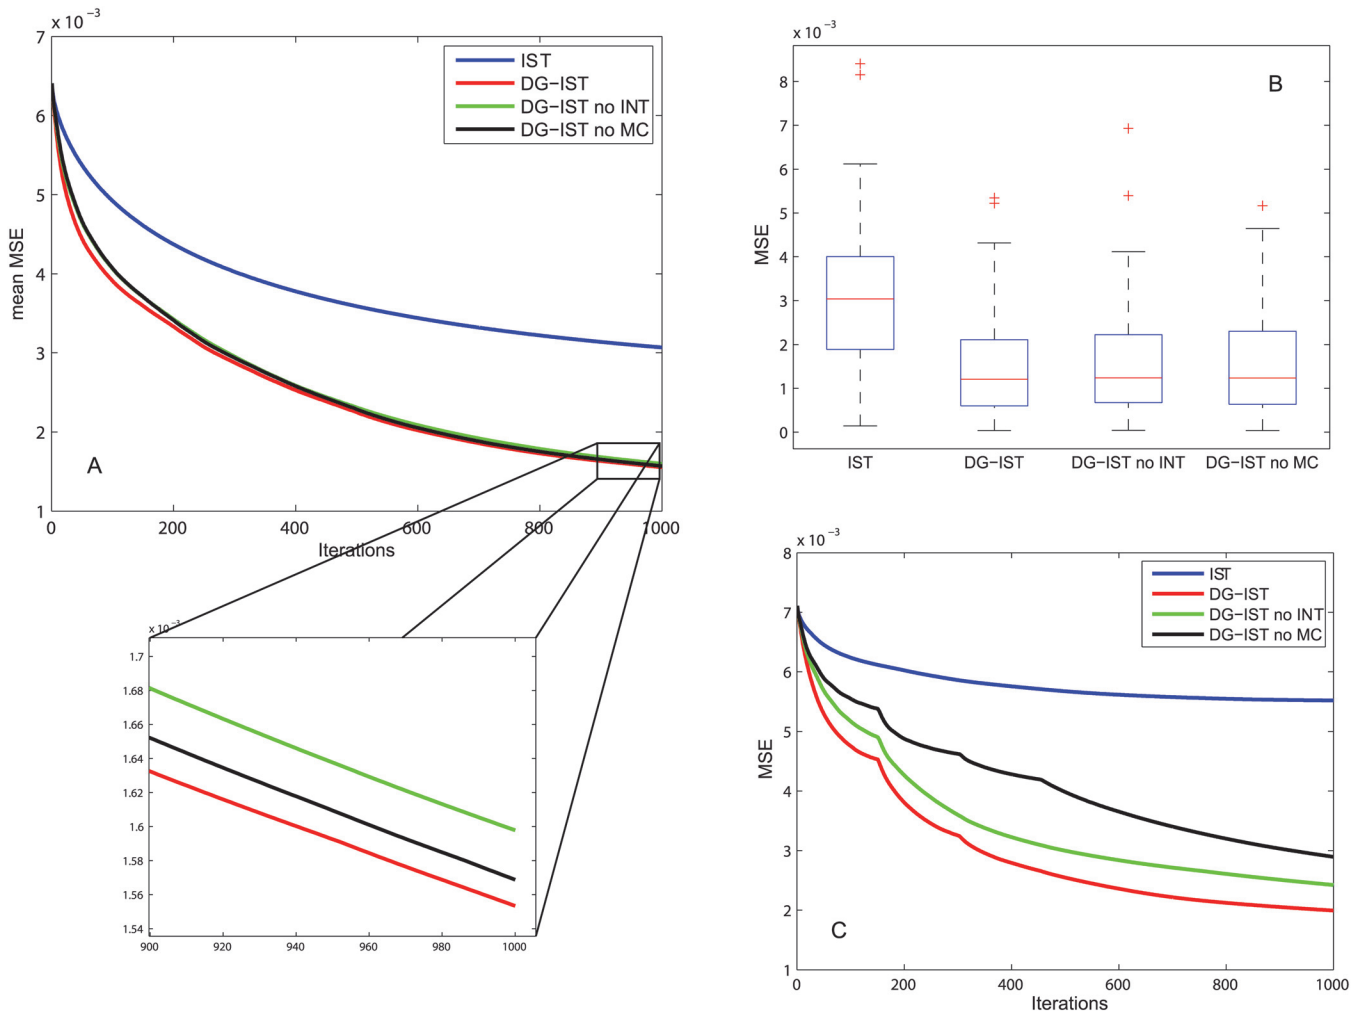 x 10⁻³
7
6
5
4
3
2
1
mean MSE
IST
DG−IST
DG−IST no INT
DG−IST no MC
A
0 200 400 600 800 1000
Iterations
x 10⁻³
8
7
6
5
4
3
2
1
0
MSE
B
IST DG−IST DG−IST no INT DG−IST no MC
x 10⁻³
1.7
1.68
1.66
1.64
1.62
1.6
1.58
1.56
1.54
900 920 940 960 980 1000
x 10⁻³
8
7
6
5
4
3
2
1
MSE
IST
DG−IST
DG−IST no INT
DG−IST no MC
C
0 200 400 600 800 1000
Iterations